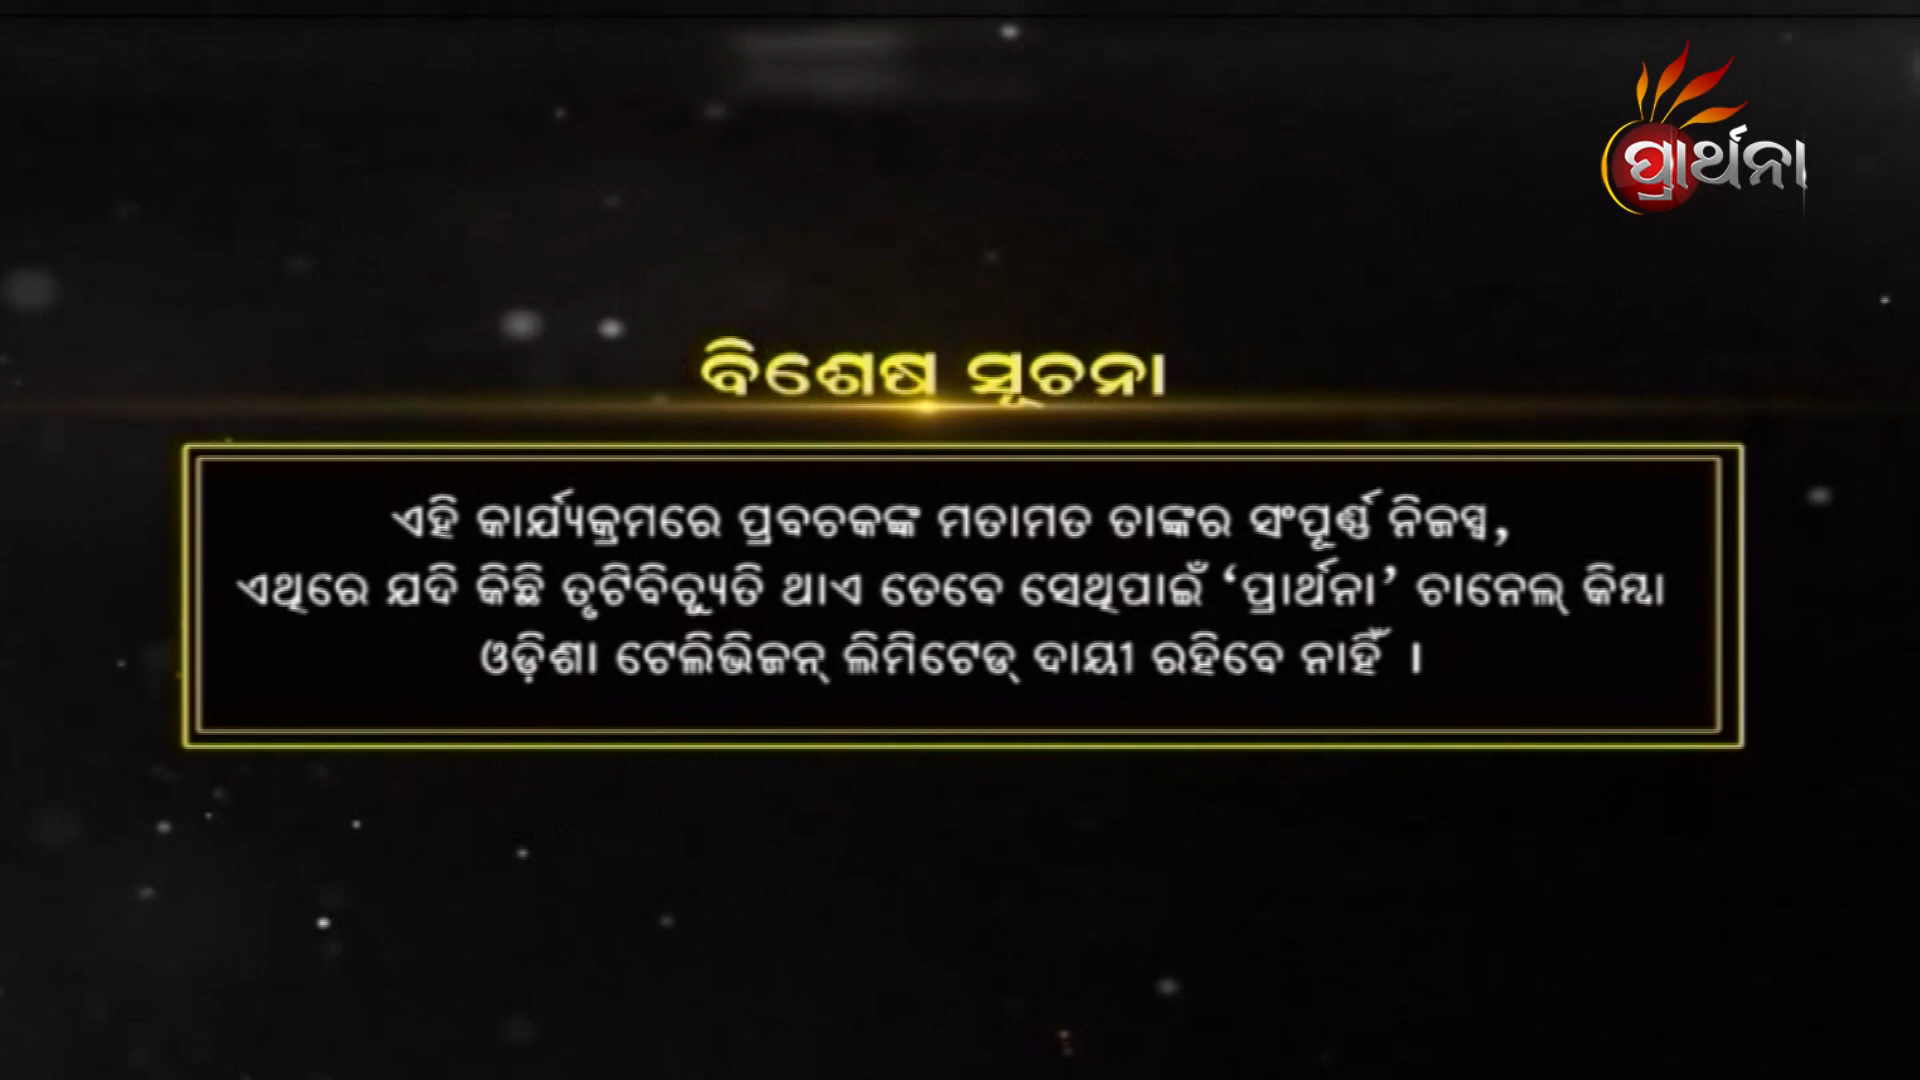 ପ୍ରାର୍ଥନା
ବିଶେଷ ସୂଚନା
ଏହି କାର୍ଯ୍ୟକ୍ରମରେ ପ୍ରବଚକଙ୍କ ମତାମତ ତାଙ୍କର ସଂପୂର୍ଣ୍ଣ ନିଜସ୍ୱ,
ଏଥିରେ ଯଦି କିଛି ତୃଟିବିଚ୍ୟୁତି ଥାଏ ତେବେ ସେଥିପାଇଁ ‘ପ୍ରାର୍ଥନା’ ଚାନେଲ୍ କିମ୍ୱା
ଓଡ଼ିଶା ଟେଲିଭିଜନ୍ ଲିମିଟେଡ୍ ଦାୟୀ ରହିବେ ନାହିଁ ।